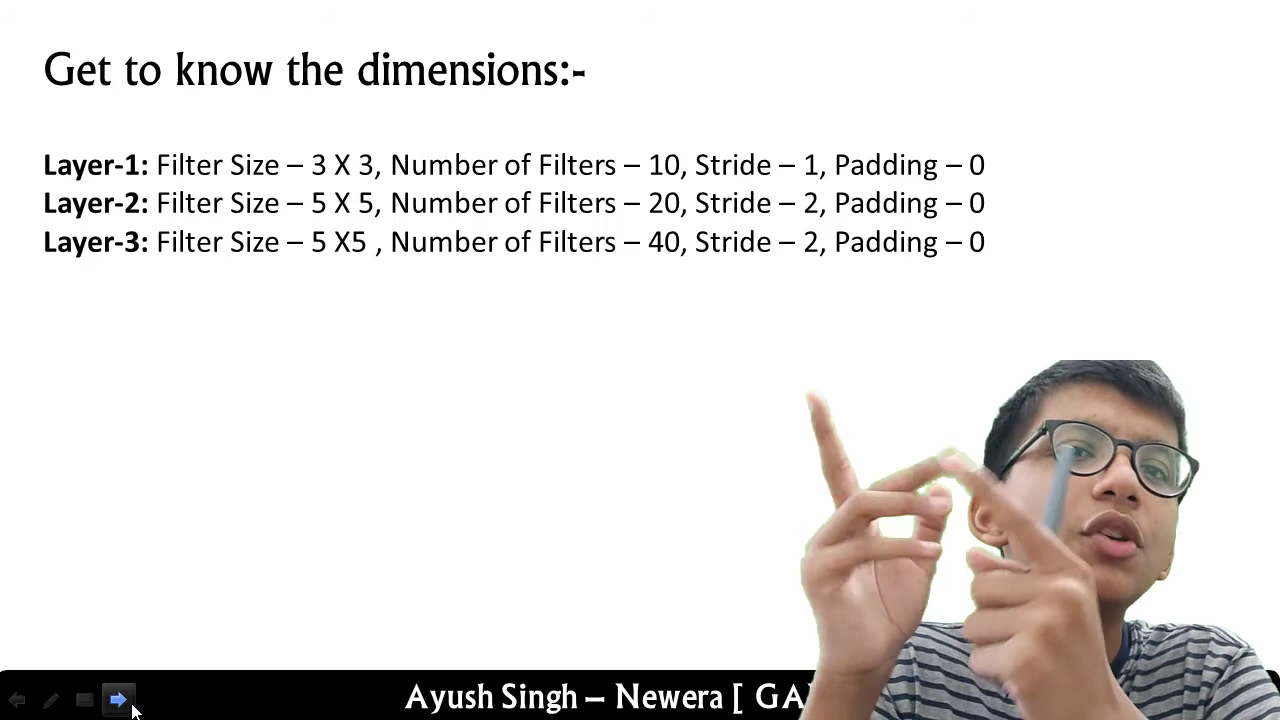 Get to know the dimensions:-
Layer-1: Filter Size – 3 X 3, Number of Filters – 10, Stride – 1, Padding – 0
Layer-2: Filter Size – 5 X 5, Number of Filters – 20, Stride – 2, Padding – 0
Layer-3: Filter Size – 5 X5 , Number of Filters – 40, Stride – 2, Padding – 0
Ayush Singh – Newera [ GA